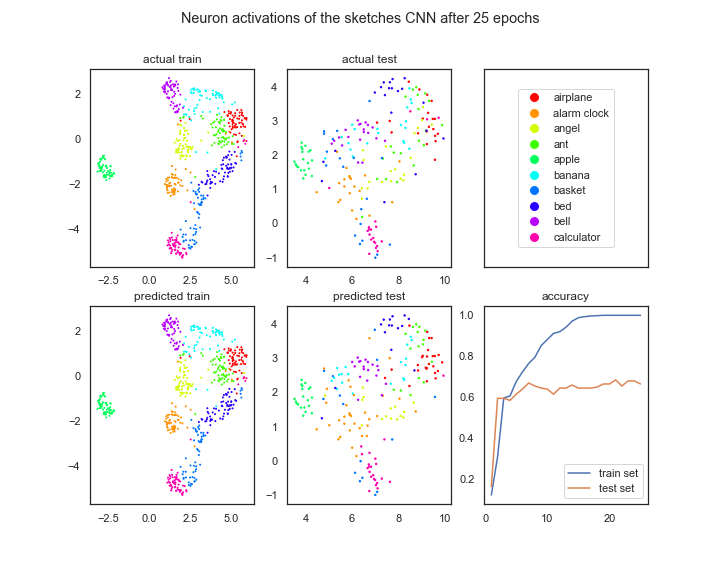 Neuron activations of the sketches CNN after 25 epochs
actual train
actual test
2
0
−2
−4
−2.5 0.0 2.5 5.0
4
3
2
1
0
−1
4 6 8 10
airplane
alarm clock
angel
ant
apple
banana
basket
bed
bell
calculator
predicted train
predicted test
accuracy
2
0
−2
−4
−2.5 0.0 2.5 5.0
4
3
2
1
0
−1
4 6 8 10
1.0
0.8
0.6
0.4
0.2
0 10 20
train set
test set